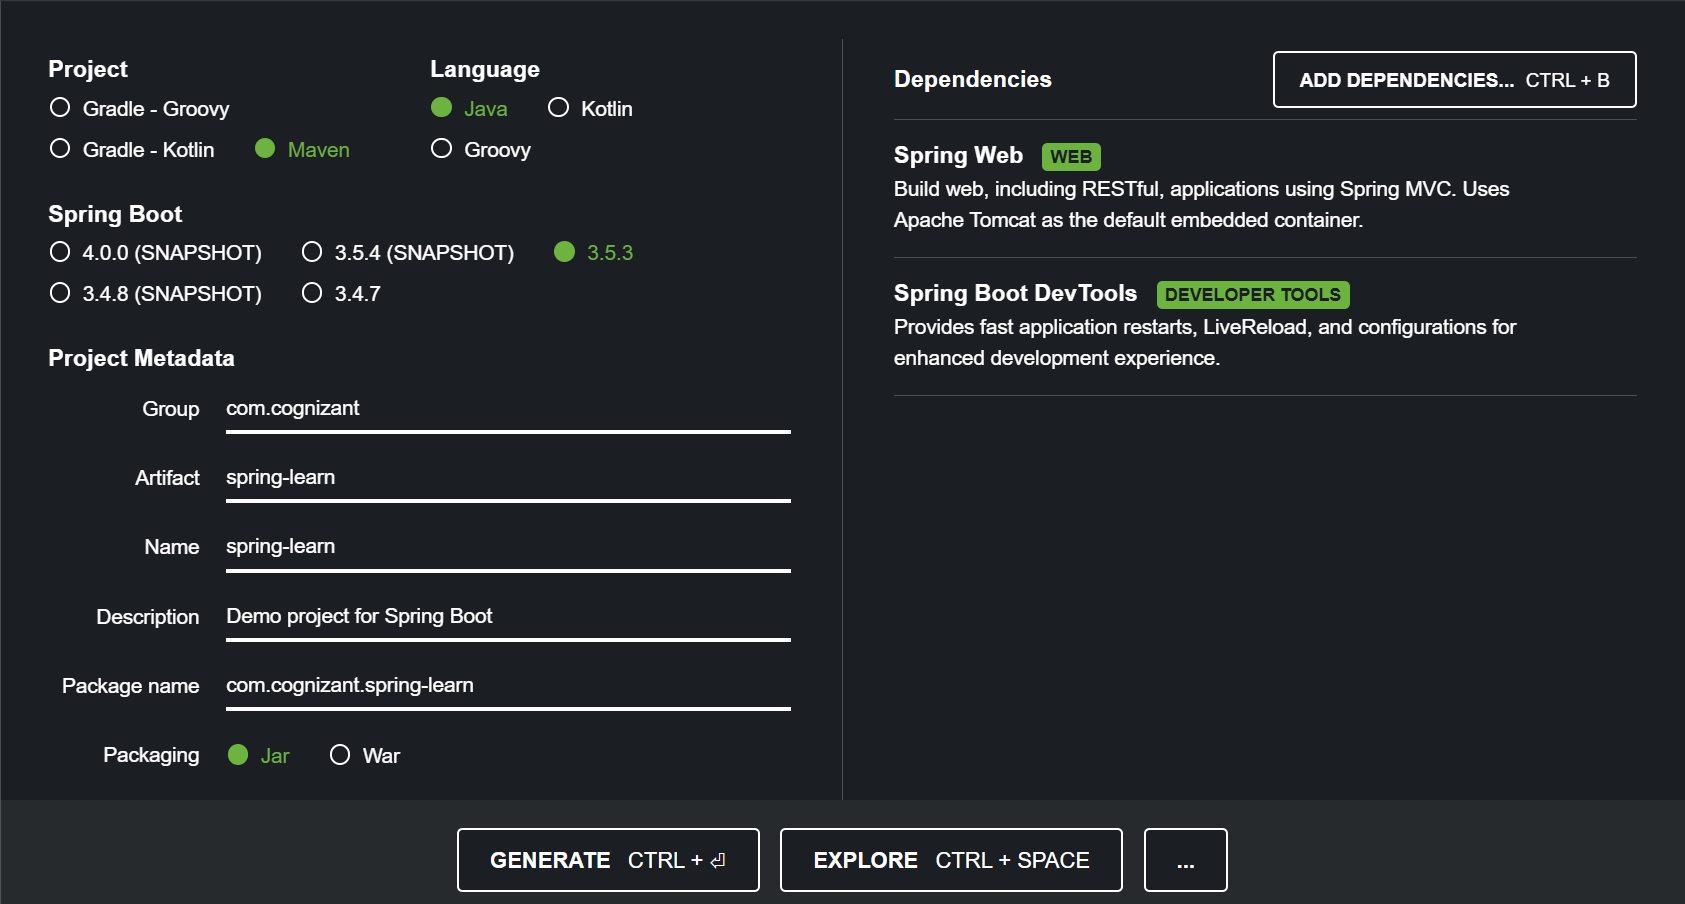 Project
Gradle - Groovy
Gradle - Kotlin Maven
Language
Java Kotlin
Groovy
Spring Boot
4.0.0 (SNAPSHOT) 3.5.4 (SNAPSHOT) 3.5.3
3.4.8 (SNAPSHOT) 3.4.7
Project Metadata
Group com.cognizant
Artifact spring-learn
Name spring-learn
Description Demo project for Spring Boot
Package name com.cognizant.spring-learn
Packaging Jar War
Dependencies ADD DEPENDENCIES... CTRL + B
Spring Web WEB
Build web, including RESTful, applications using Spring MVC. Uses
Apache Tomcat as the default embedded container.
Spring Boot DevTools DEVELOPER TOOLS
Provides fast application restarts, LiveReload, and configurations for
enhanced development experience.
GENERATE CTRL + ⏎ EXPLORE CTRL + SPACE ...